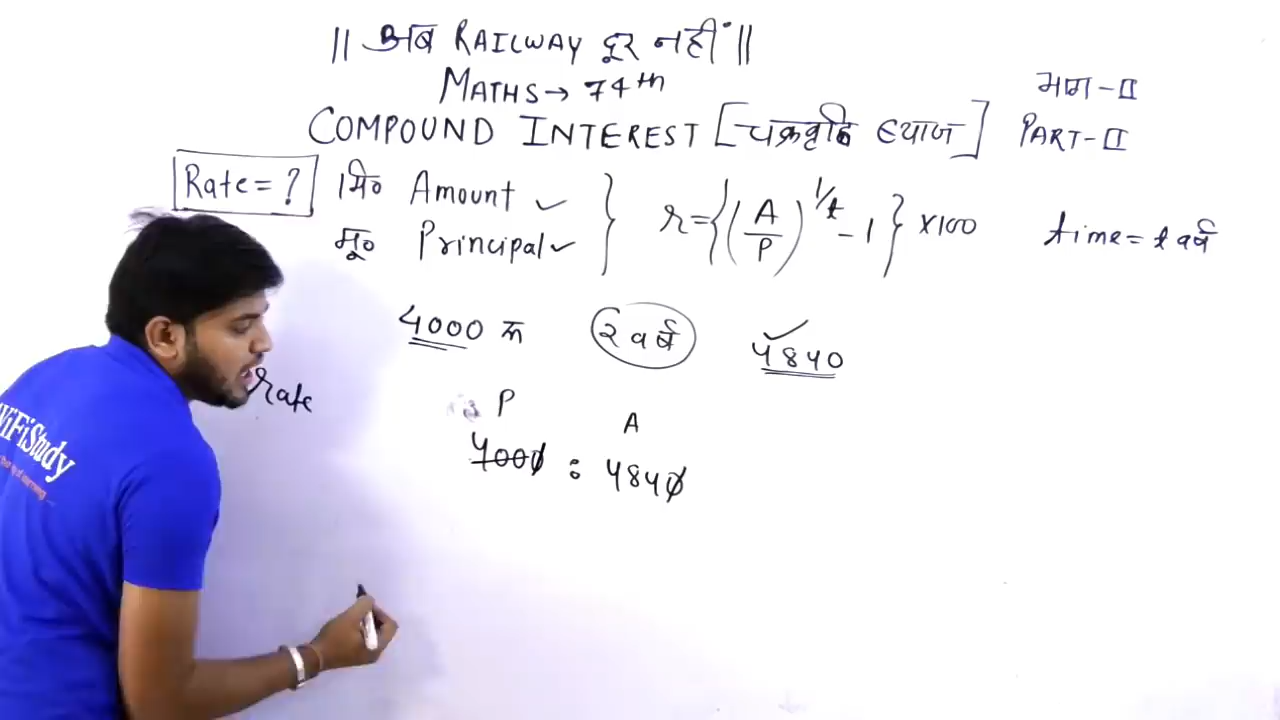 || अब RAILWAY दूर नहीं ||
MATHS → 74th
भाग-II
COMPOUND INTEREST [चक्रवृद्धि ब्याज] PART-II
Rate = ?
मि० Amount ✓
मू० Principal ✓
r = {(A/P)^1/t - 1} × 100
time = t वर्ष
4000 रू
2 वर्ष
4840
rate
P
A
4000 : 4840
WiFiStudy